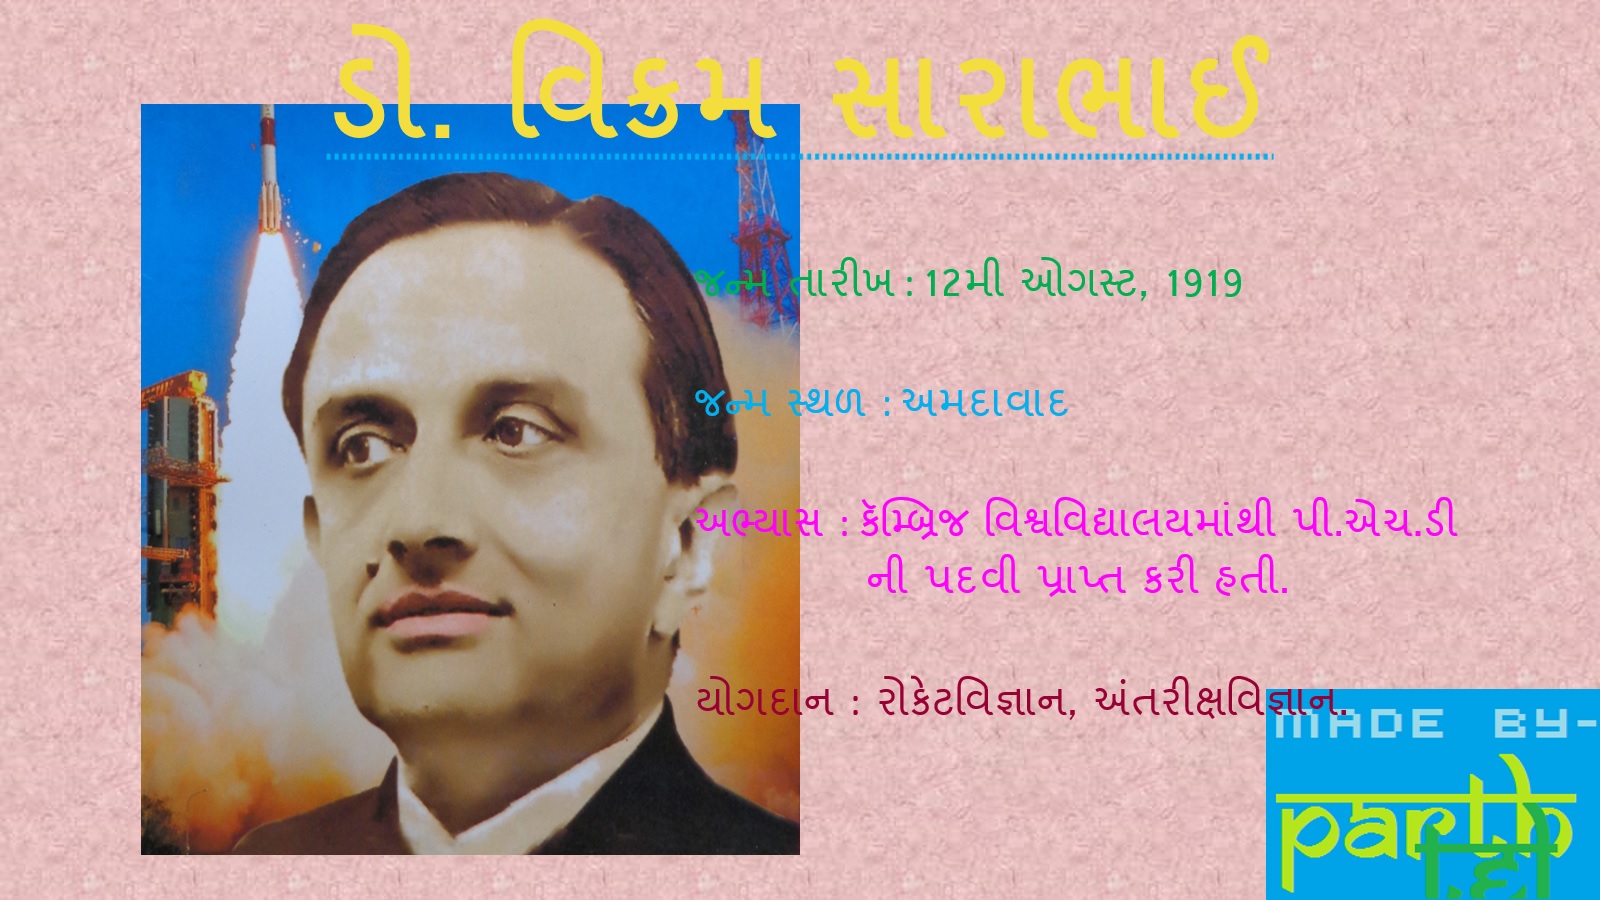 ડો. વિક્રમ સારાભાઈ
જન્મ તારીખ : 12મી ઓગસ્ટ, 1919
જન્મ સ્થળ : અમદાવાદ
અભ્યાસ : કૅમ્બ્રિજ વિશ્વવિદ્યાલયમાંથી પી.એચ.ડી
ની પદવી પ્રાપ્ત કરી હતી.
યોગદાન : રોકેટવિજ્ઞાન, અંતરીક્ષવિજ્ઞાન.
MADE BY-
parth